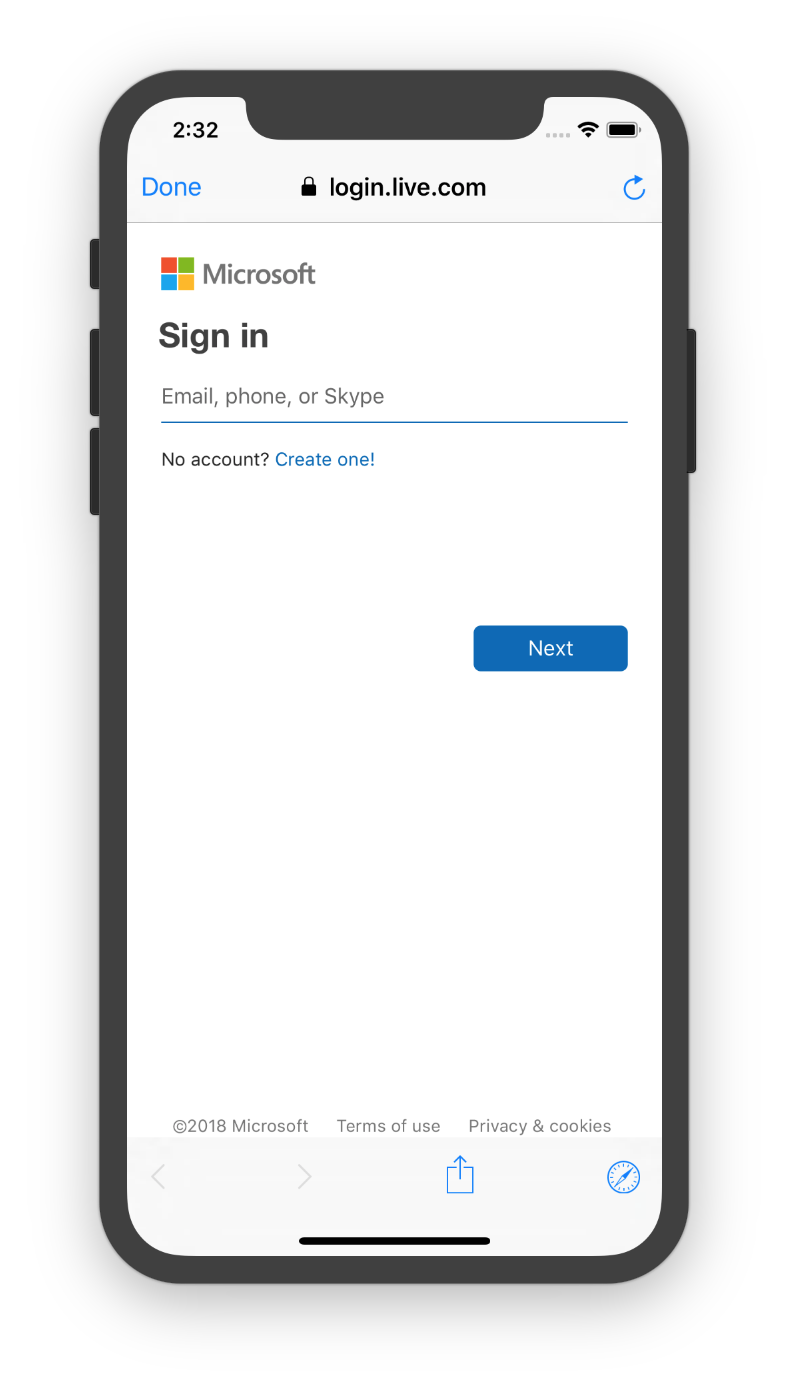 2:32
Done login.live.com
Microsoft
Sign in
Email, phone, or Skype
No account? Create one!
Next
©2018 Microsoft Terms of use Privacy & cookies